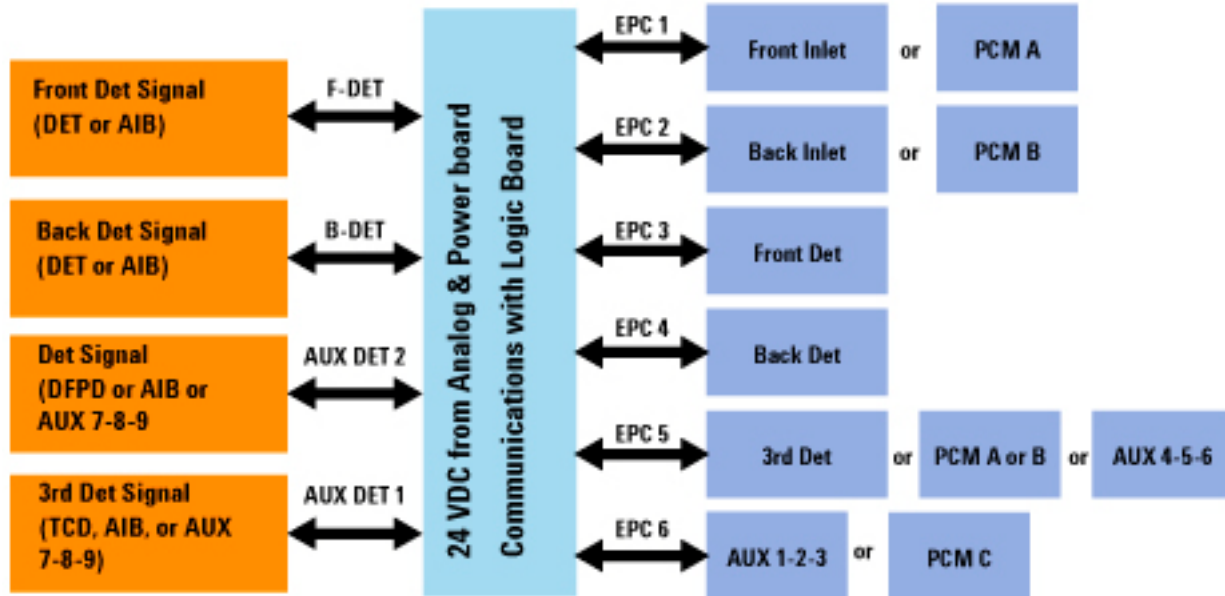 Front Det Signal
(DET or AIB)
F-DET
Back Det Signal
(DET or AIB)
B-DET
Det Signal
(DFPD or AIB or
AUX 7-8-9
AUX DET 2
3rd Det Signal
(TCD, AIB, or AUX
7-8-9)
AUX DET 1
24 VDC from Analog & Power board
Communications with Logic Board
EPC 1
Front Inlet or PCM A
EPC 2
Back Inlet or PCM B
EPC 3
Front Det
EPC 4
Back Det
EPC 5
3rd Det or PCM A or B or AUX 4-5-6
EPC 6
AUX 1-2-3 or PCM C